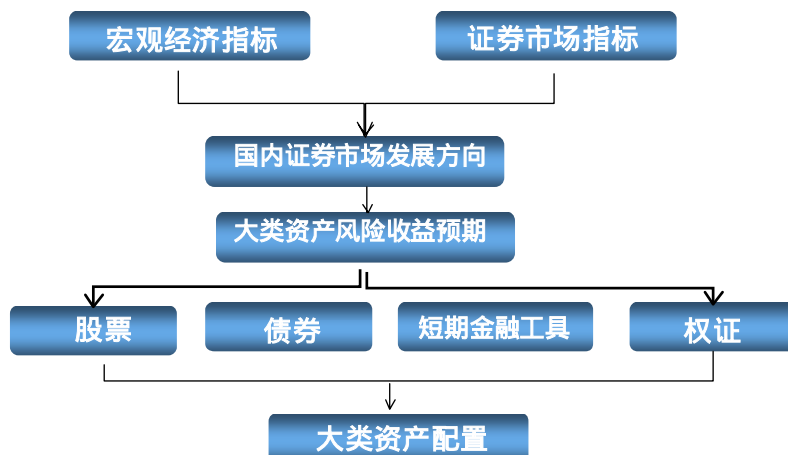 宏观经济指标
证券市场指标
国内证券市场发展方向
大类资产风险收益预期
股票
债券
短期金融工具
权证
大类资产配置